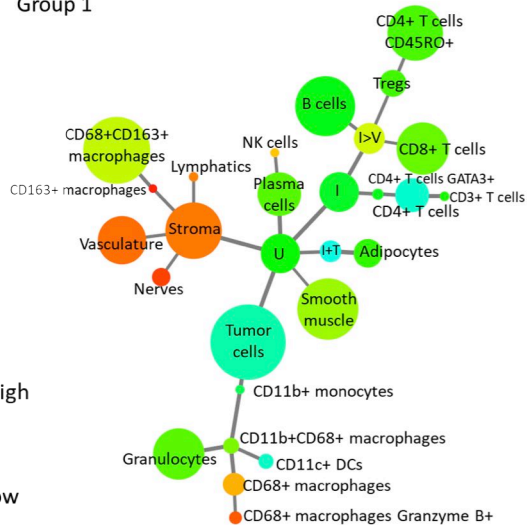 Group 1
CD4+ T cells
CD45RO+
Tregs
B cells
I>V
CD8+ T cells
CD68+CD163+
macrophages
NK cells
Lymphatics
CD163+ macrophages
Plasma
cells
I
CD4+ T cells GATA3+
CD3+ T cells
CD4+ T cells
Stroma
Vasculature
U
I+T
Adipocytes
Nerves
Smooth
muscle
Tumor
cells
CD11b+ monocytes
CD11b+CD68+ macrophages
Granulocytes
CD11c+ DCs
CD68+ macrophages
CD68+ macrophages Granzyme B+